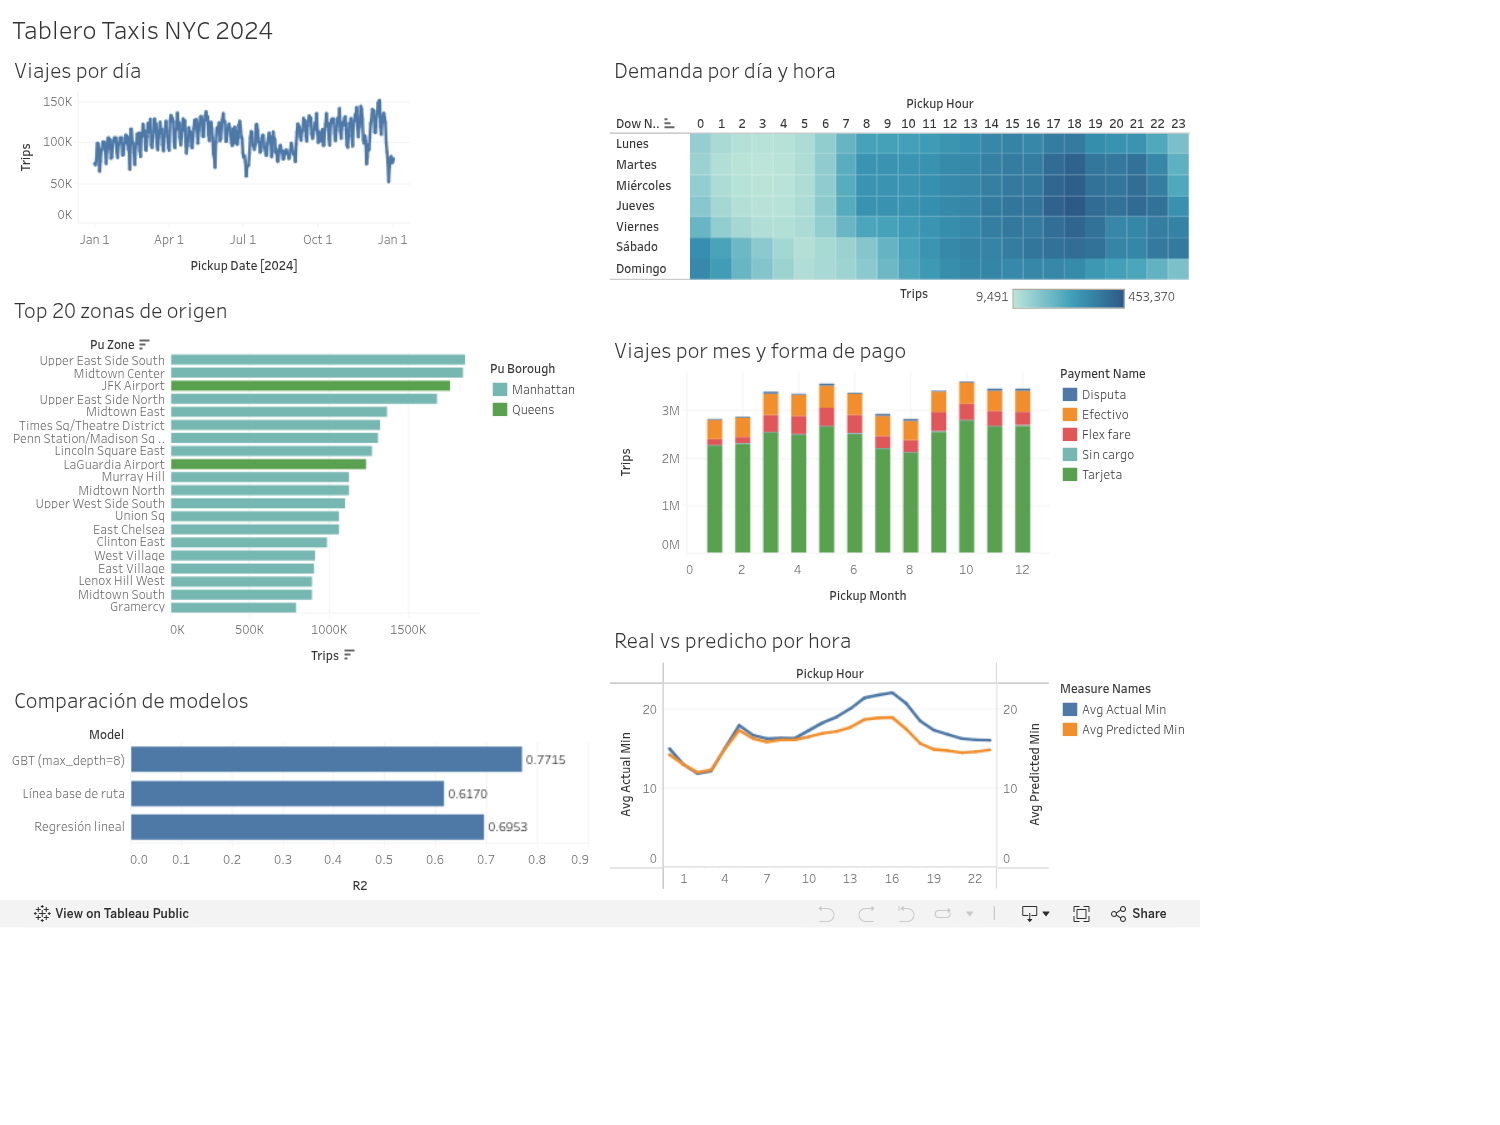 Tablero Taxis NYC 2024
Viajes por día
150K
100K
50K
0K
Trips
Jan 1 Apr 1 Jul 1 Oct 1 Jan 1
Pickup Date [2024]
Demanda por día y hora
Pickup Hour
Dow N.. 0 1 2 3 4 5 6 7 8 9 10 11 12 13 14 15 16 17 18 19 20 21 22 23
Lunes
Martes
Miércoles
Jueves
Viernes
Sábado
Domingo
Trips 9,491 453,370
Top 20 zonas de origen
Pu Zone
Upper East Side South
Midtown Center
JFK Airport
Upper East Side North
Midtown East
Times Sq/Theatre District
Penn Station/Madison Sq ..
Lincoln Square East
LaGuardia Airport
Murray Hill
Midtown North
Upper West Side South
Union Sq
East Chelsea
Clinton East
West Village
East Village
Lenox Hill West
Midtown South
Gramercy
0K 500K 1000K 1500K
Trips
Pu Borough
Manhattan
Queens
Viajes por mes y forma de pago
3M
2M
1M
0M
Trips
0 2 4 6 8 10 12
Pickup Month
Payment Name
Disputa
Efectivo
Flex fare
Sin cargo
Tarjeta
Comparación de modelos
Model
GBT (max_depth=8) 0.7715
Línea base de ruta 0.6170
Regresión lineal 0.6953
0.0 0.1 0.2 0.3 0.4 0.5 0.6 0.7 0.8 0.9
R2
Real vs predicho por hora
Pickup Hour
20 20
10 10
0 0
Avg Actual Min
Avg Predicted Min
1 4 7 10 13 16 19 22
Measure Names
Avg Actual Min
Avg Predicted Min
View on Tableau Public
Share